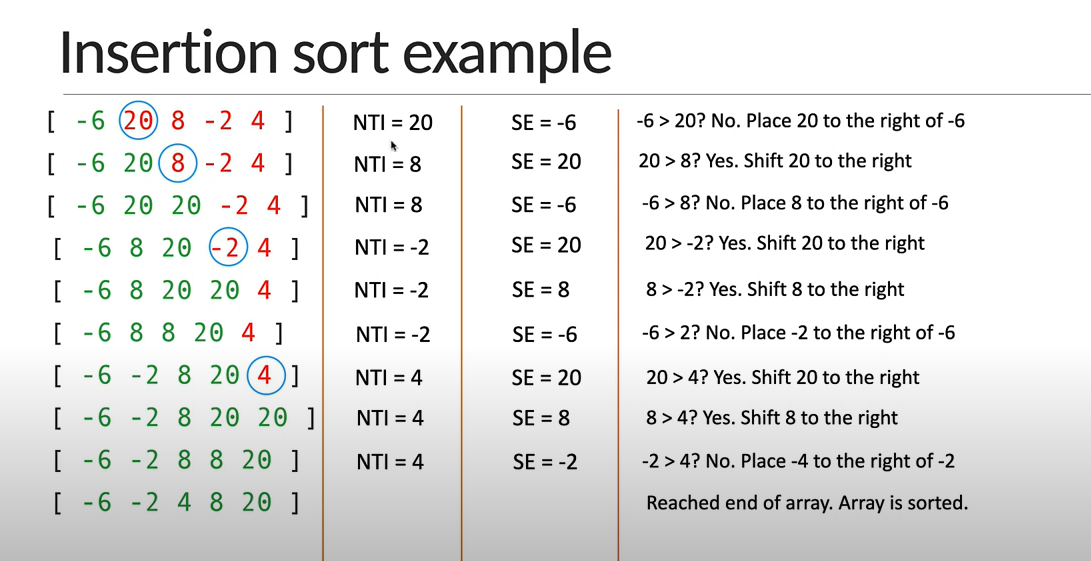 Insertion sort example
[ -6 20 8 -2 4 ] NTI = 20 SE = -6 -6 > 20? No. Place 20 to the right of -6
[ -6 20 8 -2 4 ] NTI = 8 SE = 20 20 > 8? Yes. Shift 20 to the right
[ -6 20 20 -2 4 ] NTI = 8 SE = -6 -6 > 8? No. Place 8 to the right of -6
[ -6 8 20 -2 4 ] NTI = -2 SE = 20 20 > -2? Yes. Shift 20 to the right
[ -6 8 20 20 4 ] NTI = -2 SE = 8 8 > -2? Yes. Shift 8 to the right
[ -6 8 8 20 4 ] NTI = -2 SE = -6 -6 > 2? No. Place -2 to the right of -6
[ -6 -2 8 20 4 ] NTI = 4 SE = 20 20 > 4? Yes. Shift 20 to the right
[ -6 -2 8 20 20 ] NTI = 4 SE = 8 8 > 4? Yes. Shift 8 to the right
[ -6 -2 8 8 20 ] NTI = 4 SE = -2 -2 > 4? No. Place -4 to the right of -2
[ -6 -2 4 8 20 ] Reached end of array. Array is sorted.